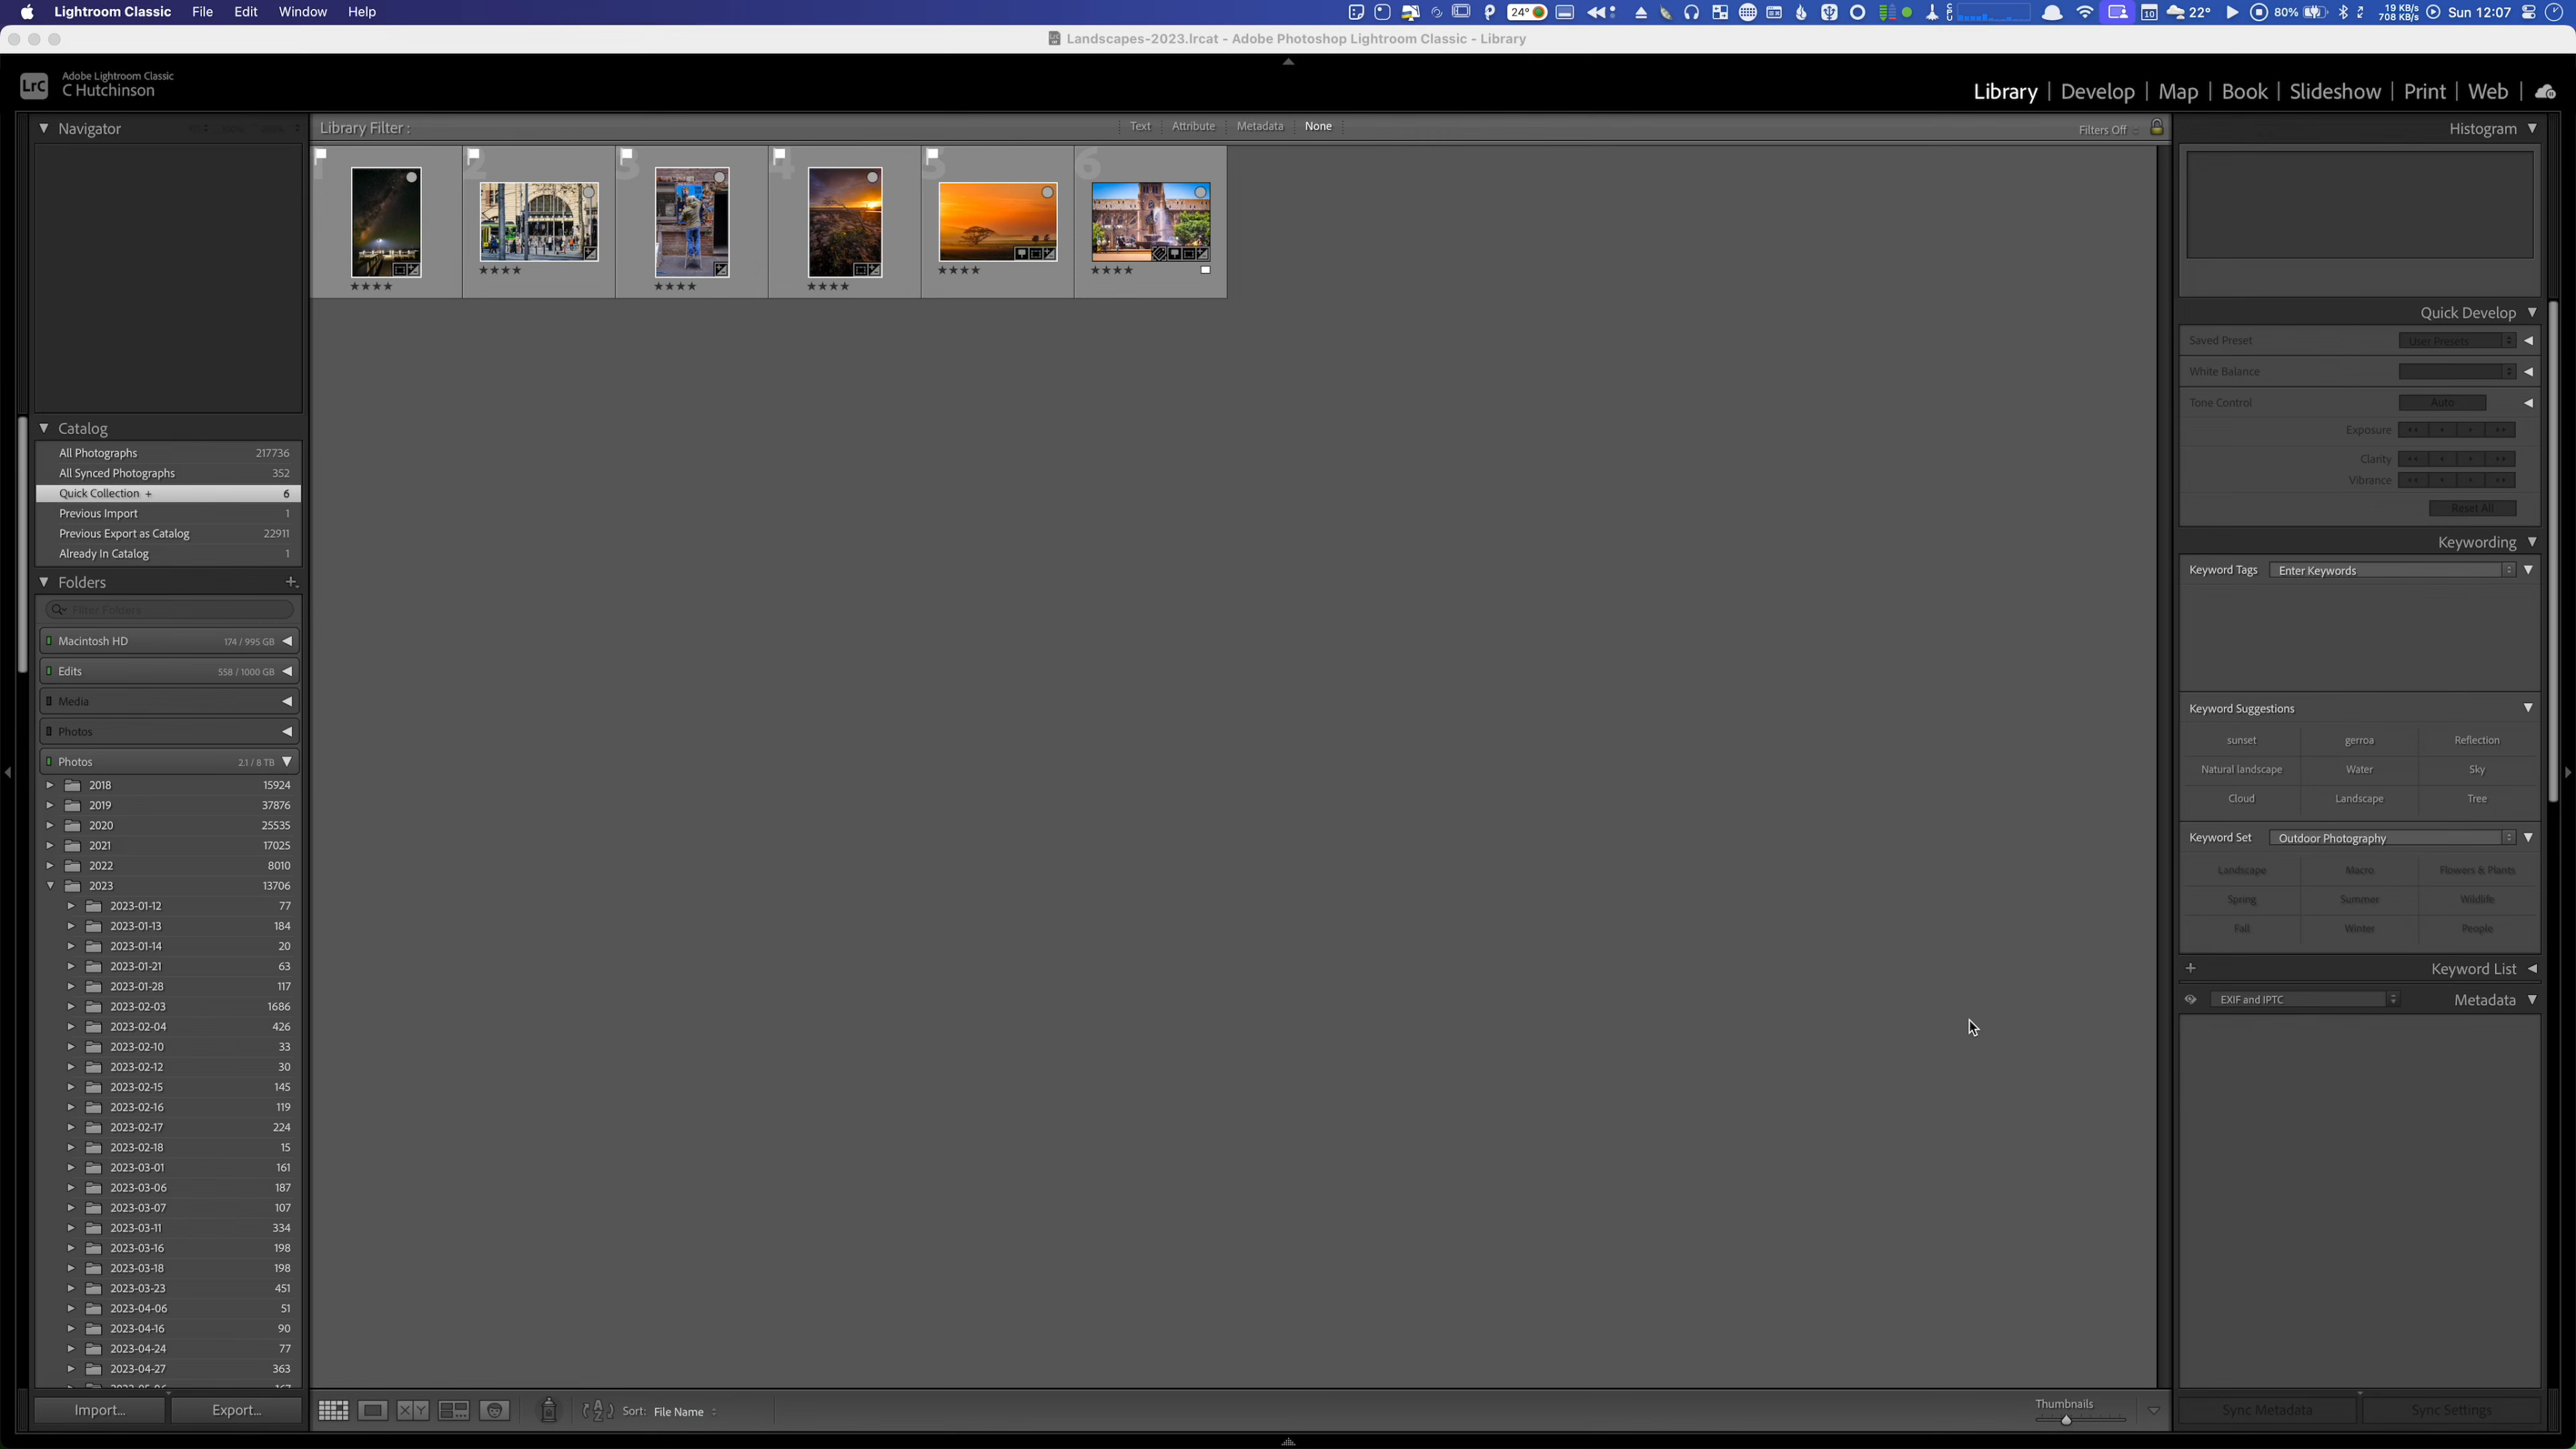 Lightroom Classic File Edit Window Help
24° 22° 80% 19 KB/s 708 KB/s Sun 12:07
Landscapes-2023.lrcat - Adobe Photoshop Lightroom Classic - Library
LrC Adobe Lightroom Classic
C Hutchinson
Library | Develop | Map | Book | Slideshow | Print | Web
Navigator
Library Filter : Text Attribute Metadata None Filters Off
1 2 3 4 5 6
Catalog
All Photographs 217736
All Synced Photographs 352
Quick Collection + 6
Previous Import 1
Previous Export as Catalog 22911
Already In Catalog 1
Folders
Filter Folders
Macintosh HD 174 / 995 GB
Edits 558 / 1000 GB
Media
Photos
Photos 2.1 / 8 TB
2018 15924
2019 37876
2020 25535
2021 17025
2022 8010
2023 13706
2023-01-12 77
2023-01-13 184
2023-01-14 20
2023-01-21 63
2023-01-28 117
2023-02-03 1686
2023-02-04 426
2023-02-10 33
2023-02-12 30
2023-02-15 145
2023-02-16 119
2023-02-17 224
2023-02-18 15
2023-03-01 161
2023-03-06 187
2023-03-07 107
2023-03-11 334
2023-03-16 198
2023-03-18 198
2023-03-23 451
2023-04-06 51
2023-04-16 90
2023-04-24 77
2023-04-27 363
Import... Export...
Sort: File Name
Thumbnails
Histogram
Quick Develop
Saved Preset User Presets
White Balance
Tone Control Auto
Exposure
Clarity
Vibrance
Reset All
Keywording
Keyword Tags Enter Keywords
Keyword Suggestions
sunset gerroa Reflection
Natural landscape Water Sky
Cloud Landscape Tree
Keyword Set Outdoor Photography
Landscape Macro Flowers & Plants
Spring Summer Wildlife
Fall Winter People
+ Keyword List
EXIF and IPTC Metadata
Sync Metadata Sync Settings